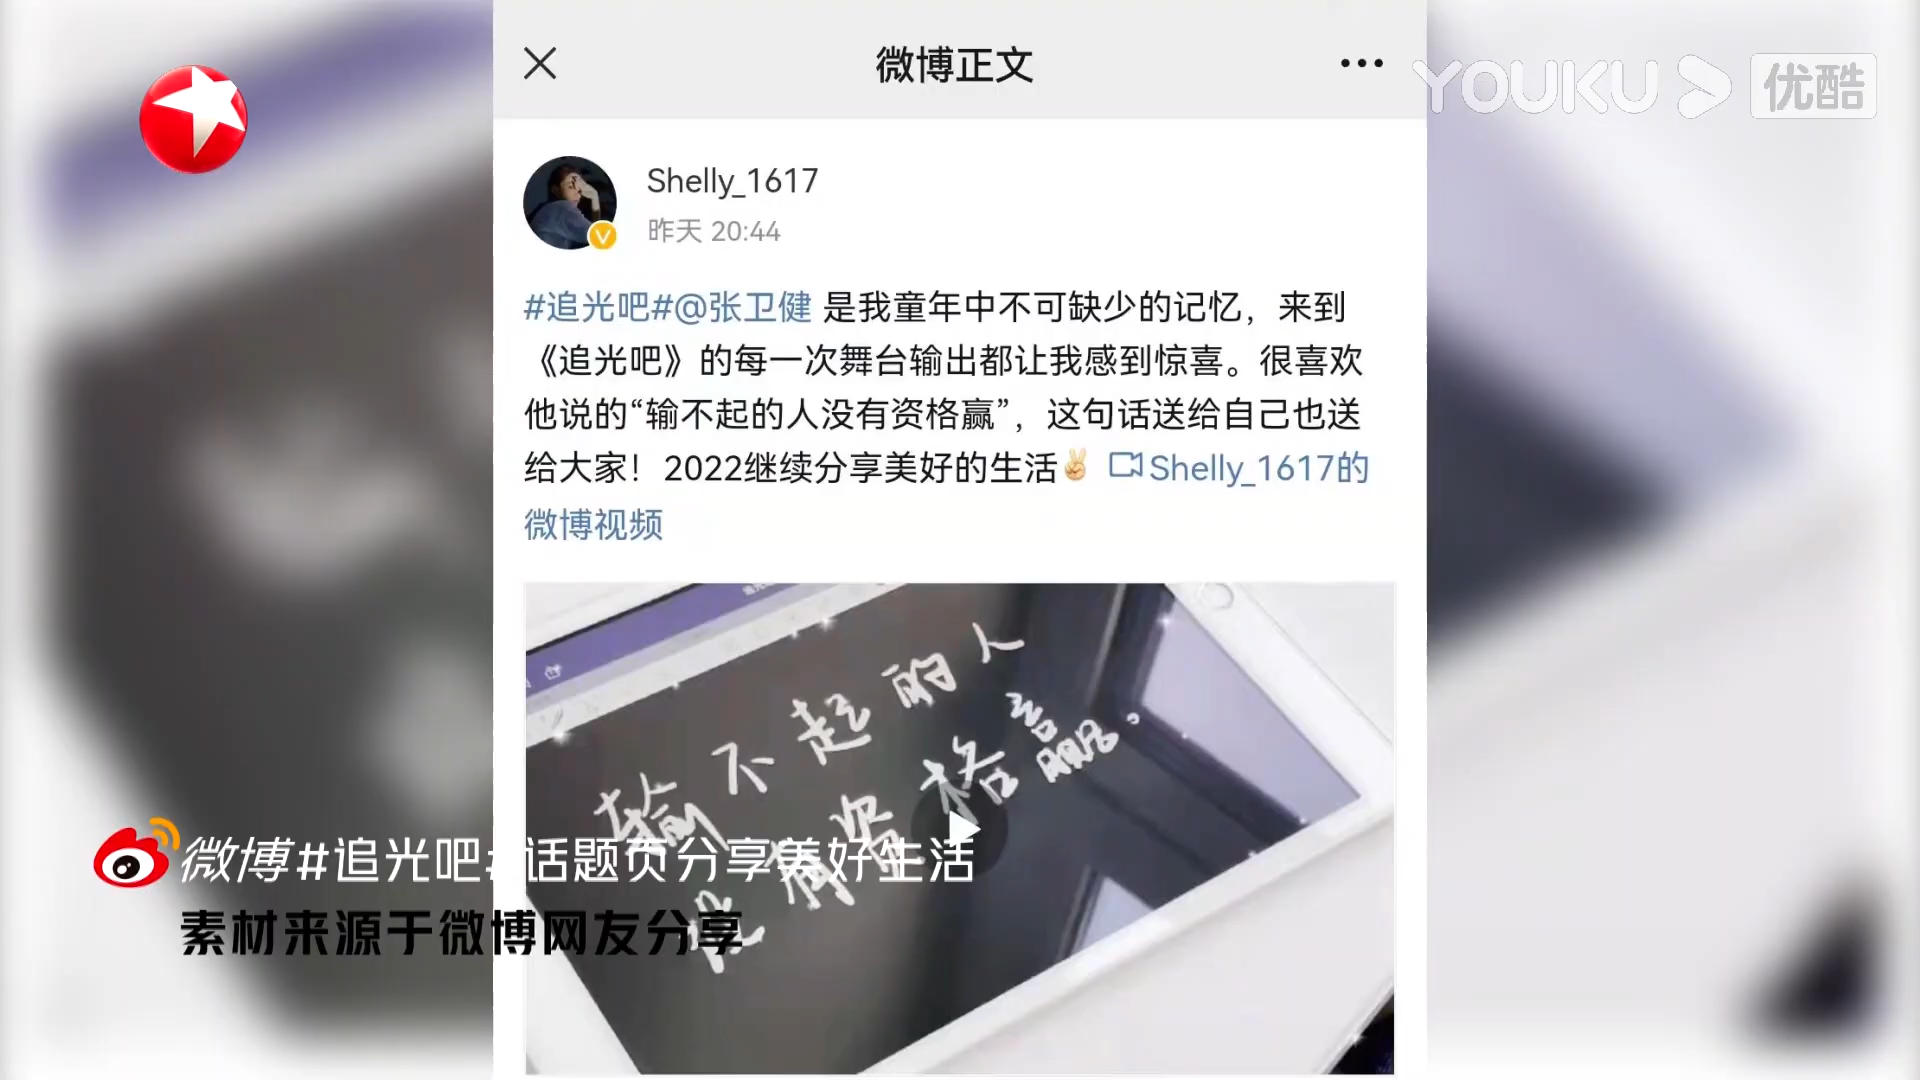 微博正文
YOUKU 优酷
Shelly_1617
昨天 20:44
#追光吧#@张卫健 是我童年中不可缺少的记忆，来到
《追光吧》的每一次舞台输出都让我感到惊喜。很喜欢
他说的“输不起的人没有资格赢”，这句话送给自己也送
给大家！2022继续分享美好的生活✌🏻 Shelly_1617的
微博视频
输不起的人
没有资格赢。
微博#追光吧#话题页分享美好生活
素材来源于微博网友分享